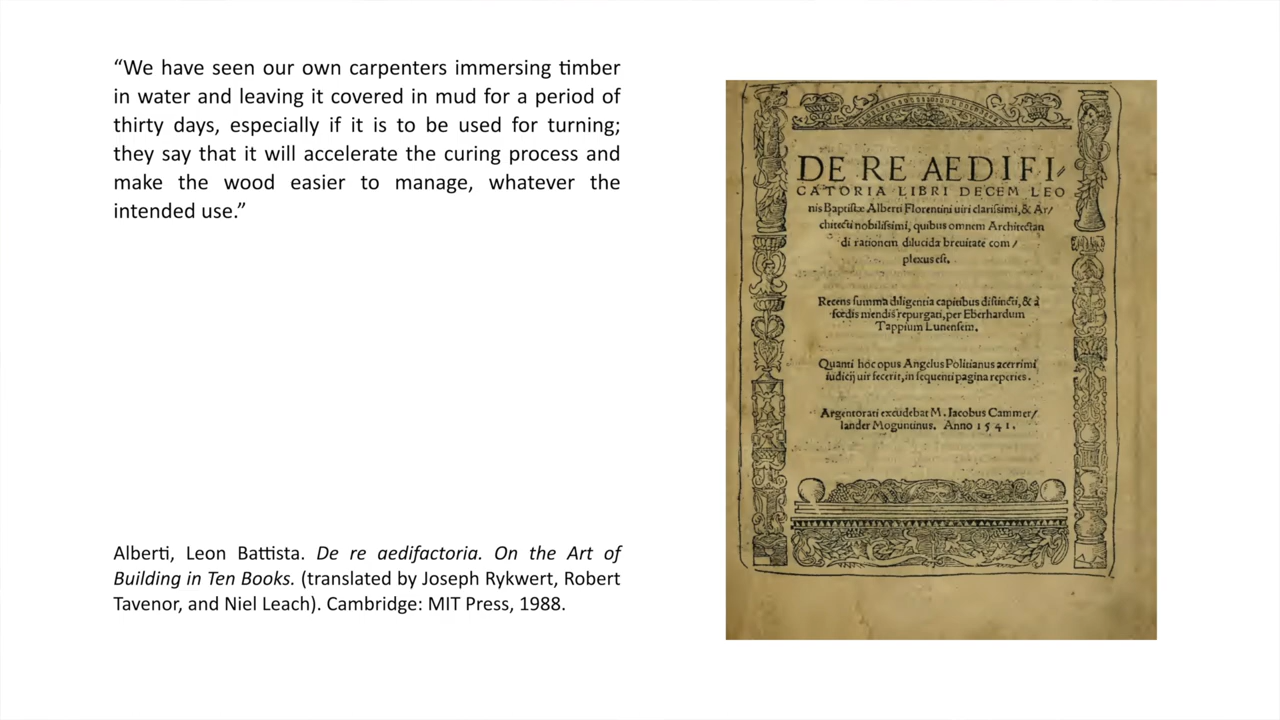 “We have seen our own carpenters immersing timber
in water and leaving it covered in mud for a period of
thirty days, especially if it is to be used for turning;
they say that it will accelerate the curing process and
make the wood easier to manage, whatever the
intended use.”
Alberti, Leon Battista. De re aedifactoria. On the Art of
Building in Ten Books. (translated by Joseph Rykwert, Robert
Tavenor, and Niel Leach). Cambridge: MIT Press, 1988.
DE RE AEDIFI⸗
CATORIA LIBRI DECEM LEO
nis Baptiſtæ Alberti Florentini uiri clariſsimi, & Ar/
chitecti nobiliſsimi, quibus omnem Architectan
di rationem dilucida breuitate com /
plexus eſt.
Recens ſumma diligentia capitibus diſtincti, & à
fœdis mendis repurgati, per Eberhardum
Tappium Lunenſem.
Quanti hoc opus Angelus Politianus acerrimi
iudicij uir fecerit, in ſequenti pagina reperies.
Argentorati excudebat M. Iacobus Cammer/
lander Moguntinus. Anno 1541.